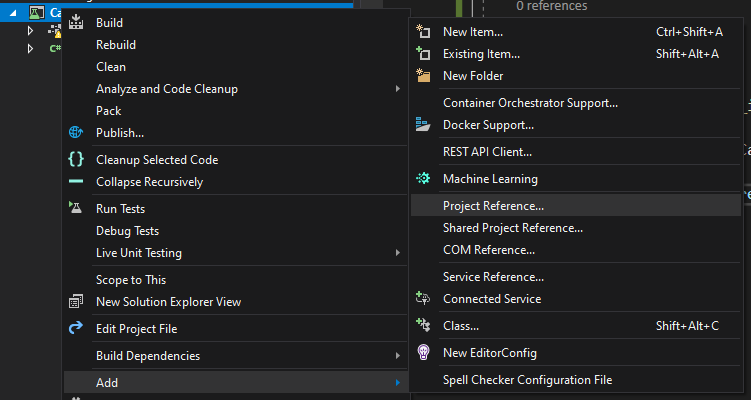 0 references
Ca
Build
Rebuild
Clean
Analyze and Code Cleanup
Pack
Publish...
Cleanup Selected Code
Collapse Recursively
Run Tests
Debug Tests
Live Unit Testing
Scope to This
New Solution Explorer View
Edit Project File
Build Dependencies
Add
New Item... Ctrl+Shift+A
Existing Item... Shift+Alt+A
New Folder
Container Orchestrator Support...
Docker Support...
REST API Client...
Machine Learning
Project Reference...
Shared Project Reference...
COM Reference...
Service Reference...
Connected Service
Class... Shift+Alt+C
New EditorConfig
Spell Checker Configuration File
C#